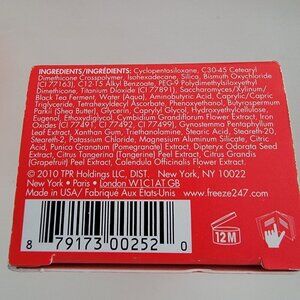 INGREDIENTS/INGRÉDIENTS: Cyclopentasiloxane, C30-45 Cetearyl
Dimethicone Crosspolymer, Isohexadecane, Silica, Bismuth Oxychloride
(CI 77163), C12-15 Alkyl Benzoate, PEG-9 Polydimethylsiloxyethyl
Dimethicone, Titanium Dioxide (CI 77891), Saccharomyces/Xylinum/
Black Tea Ferment, Water (Aqua), Aminobutyric Acid, Caprylic/Capric
Triglyceride, Tetrahexyldecyl Ascorbate, Phenoxyethanol, Butyrospermum
Parkii (Shea Butter), Glycerin, Caprylyl Glycol, Hydroxyethylcellulose,
Eugenol, Ethoxydiglycol, Cymbidium Grandiflorum Flower Extract, Iron
Oxides (CI 77491, CI 77492, CI 77499), Gynostemma Pentaphyllum
Leaf Extract, Xanthan Gum, Triethanolamine, Stearic Acid, Steareth-20,
Steareth-2, Potassium Chloride, Magnesium Aluminum Silicate, Citric
Acid, Punica Granatum (Pomegranate) Extract, Dipteryx Odorata Seed
Extract, Citrus Tangerina (Tangerine) Peel Extract, Citrus Grandis
(Grapefruit) Peel Extract, Calendula Officinalis Flower Extract.
© 2010 TPR Holdings LLC, DIST. New York, NY 10022
New York • Paris • London W1C1AT GB
Made in USA/ Fabriqué Aux Etats-Unis www.freeze247.com
8 79173 00252 0
12M